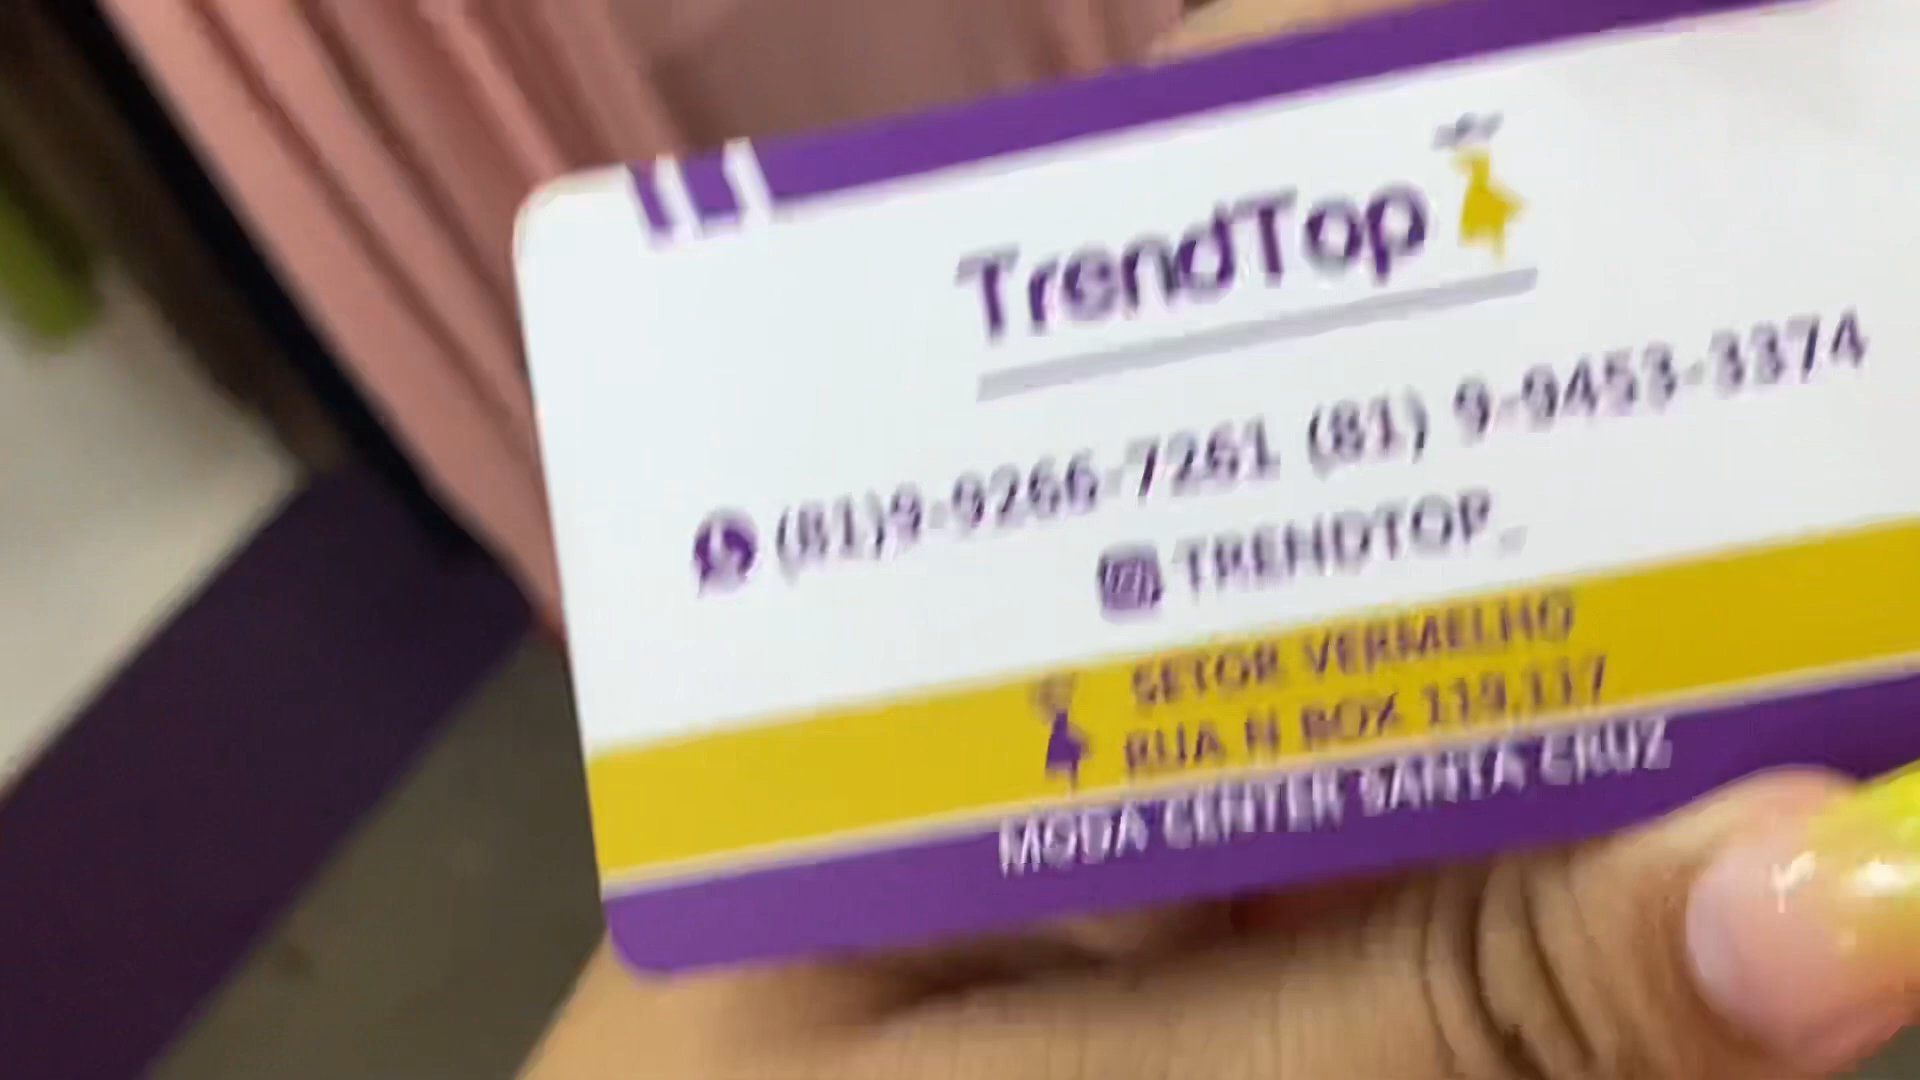 TrendTop
(81)9-9266-7261 (81) 9-9453-3374
TRENDTOP_
SETOR VERMELHO
RUA N BOX 119,117
MODA CENTER SANTA CRUZ